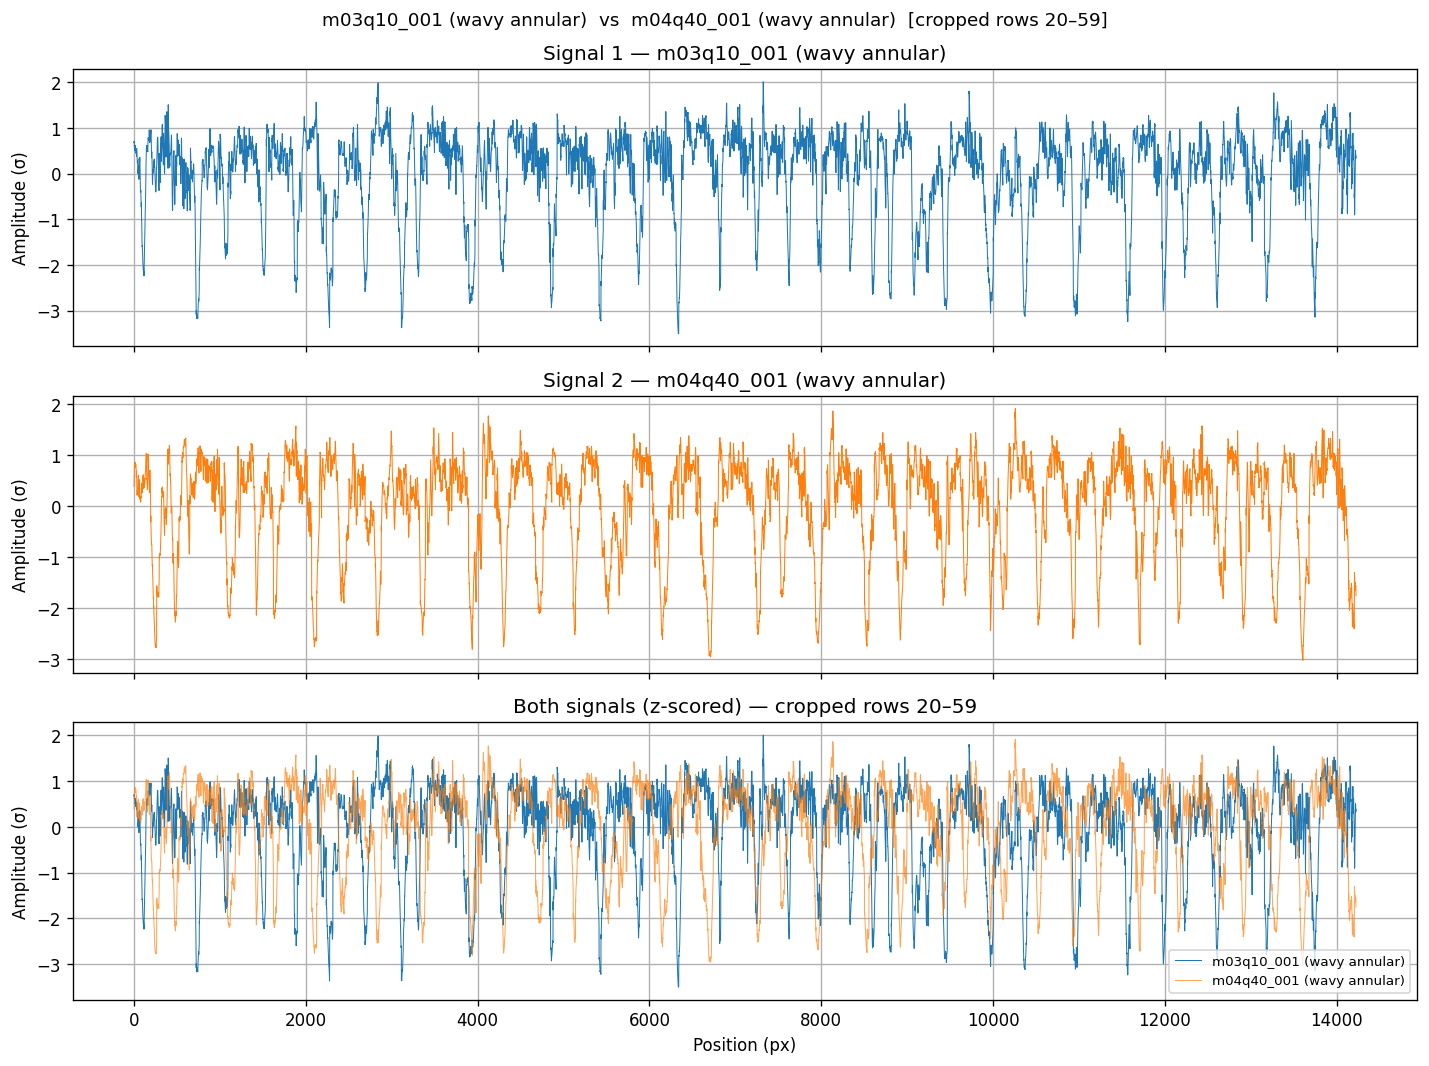 m03q10_001 (wavy annular)  vs  m04q40_001 (wavy annular)  [cropped rows 20–59]
Signal 1 — m03q10_001 (wavy annular)
2
1
0
−1
−2
−3
Amplitude (σ)
Signal 2 — m04q40_001 (wavy annular)
2
1
0
−1
−2
−3
Amplitude (σ)
Both signals (z-scored) — cropped rows 20–59
2
1
0
−1
−2
−3
Amplitude (σ)
m03q10_001 (wavy annular)
m04q40_001 (wavy annular)
0 2000 4000 6000 8000 10000 12000 14000
Position (px)